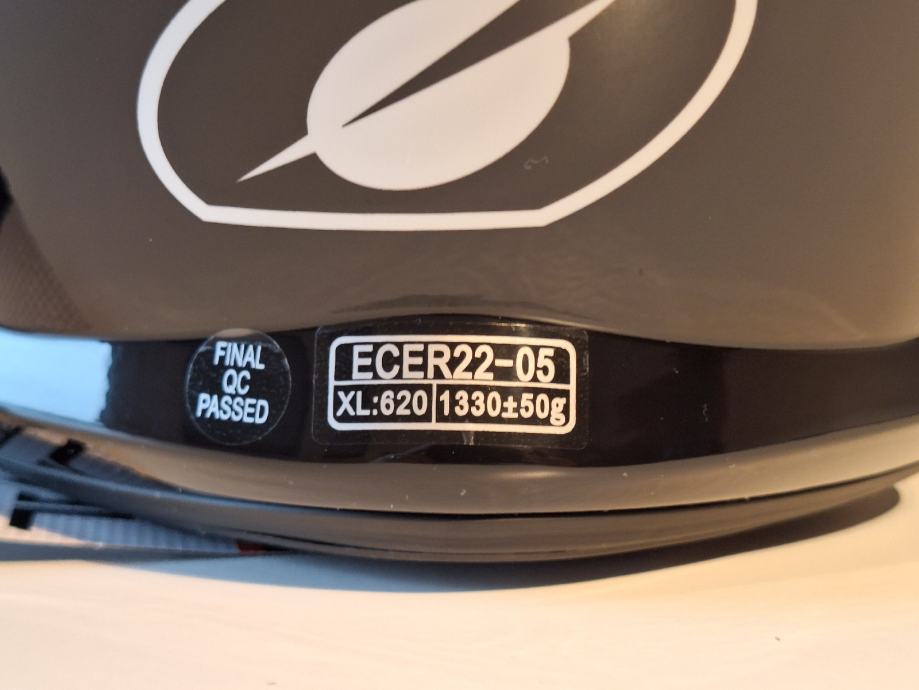 FINAL
QC
PASSED
ECER22-05
XL:620 1330±50g